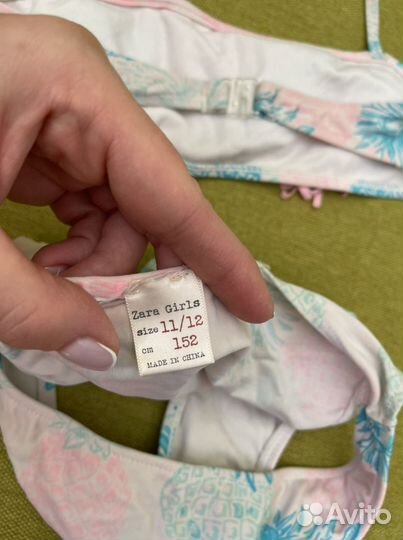 Zara Girls
size 11/12
cm 152
MADE IN CHINA
Avito